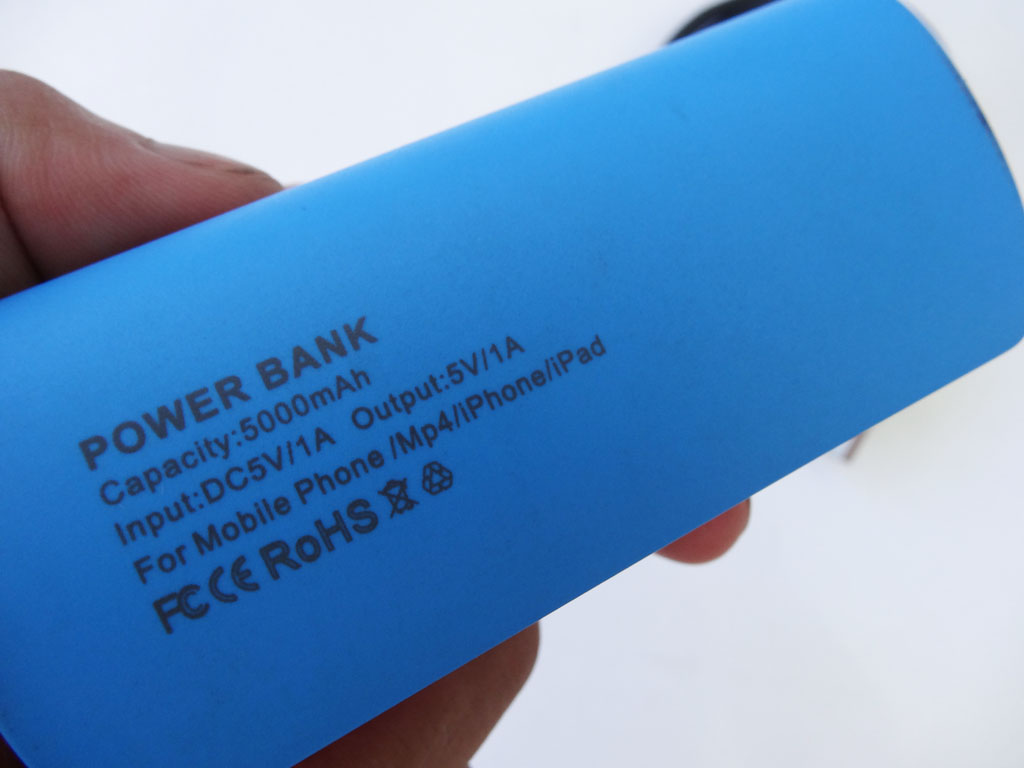 POWER BANK
Capacity:5000mAh
Input:DC5V/1A Output:5V/1A
For Mobile Phone /Mp4/iPhone/iPad
FC CE RoHS